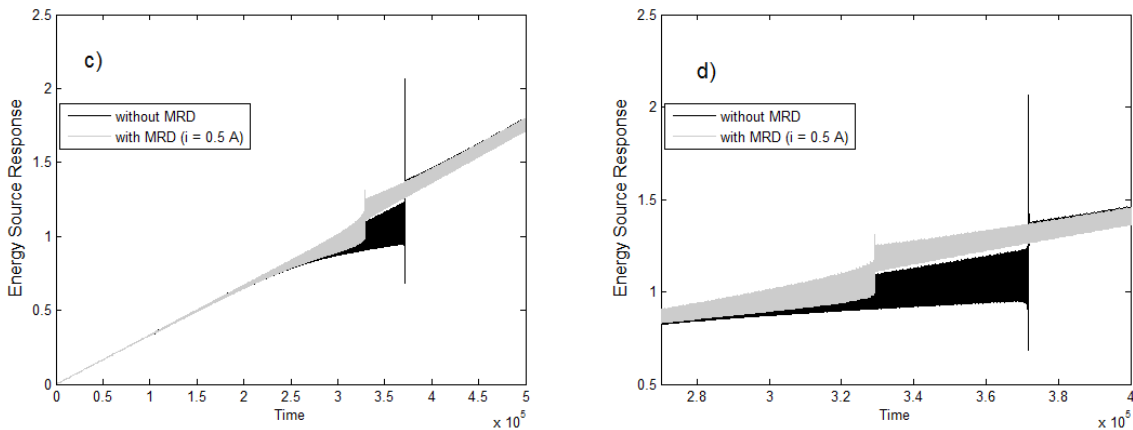 c)
Energy Source Response
2.5
2
1.5
1
0.5
0
without MRD
with MRD (i = 0.5 A)
0 0.5 1 1.5 2 2.5 3 3.5 4 4.5 5
Time
x 10^5
d)
Energy Source Response
2.5
2
1.5
1
0.5
without MRD
with MRD (i = 0.5 A)
2.8 3 3.2 3.4 3.6 3.8 4
Time
x 10^5